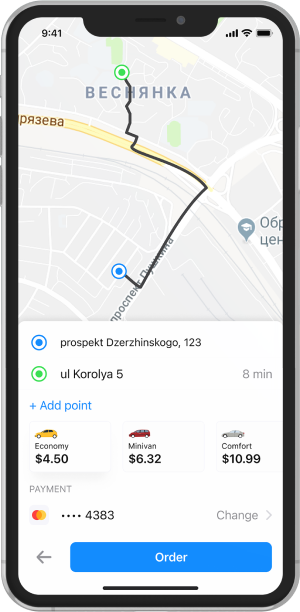 9:41
ВЕСНЯНКА
рязева
Обр
цен
проспект Пушкина
prospekt Dzerzhinskogo, 123
ul Korolya 5
8 min
+ Add point
Economy
$4.50
Minivan
$6.32
Comfort
$10.99
PAYMENT
•••• 4383
Change
Order